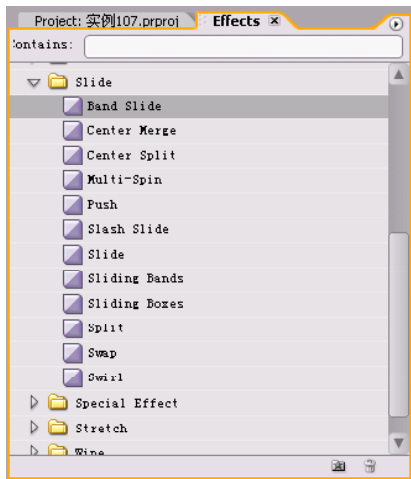 Project: 实例107.prproj Effects
Contains:
Slide
Band Slide
Center Merge
Center Split
Multi-Spin
Push
Slash Slide
Slide
Sliding Bands
Sliding Boxes
Split
Swap
Swirl
Special Effect
Stretch
Wipe